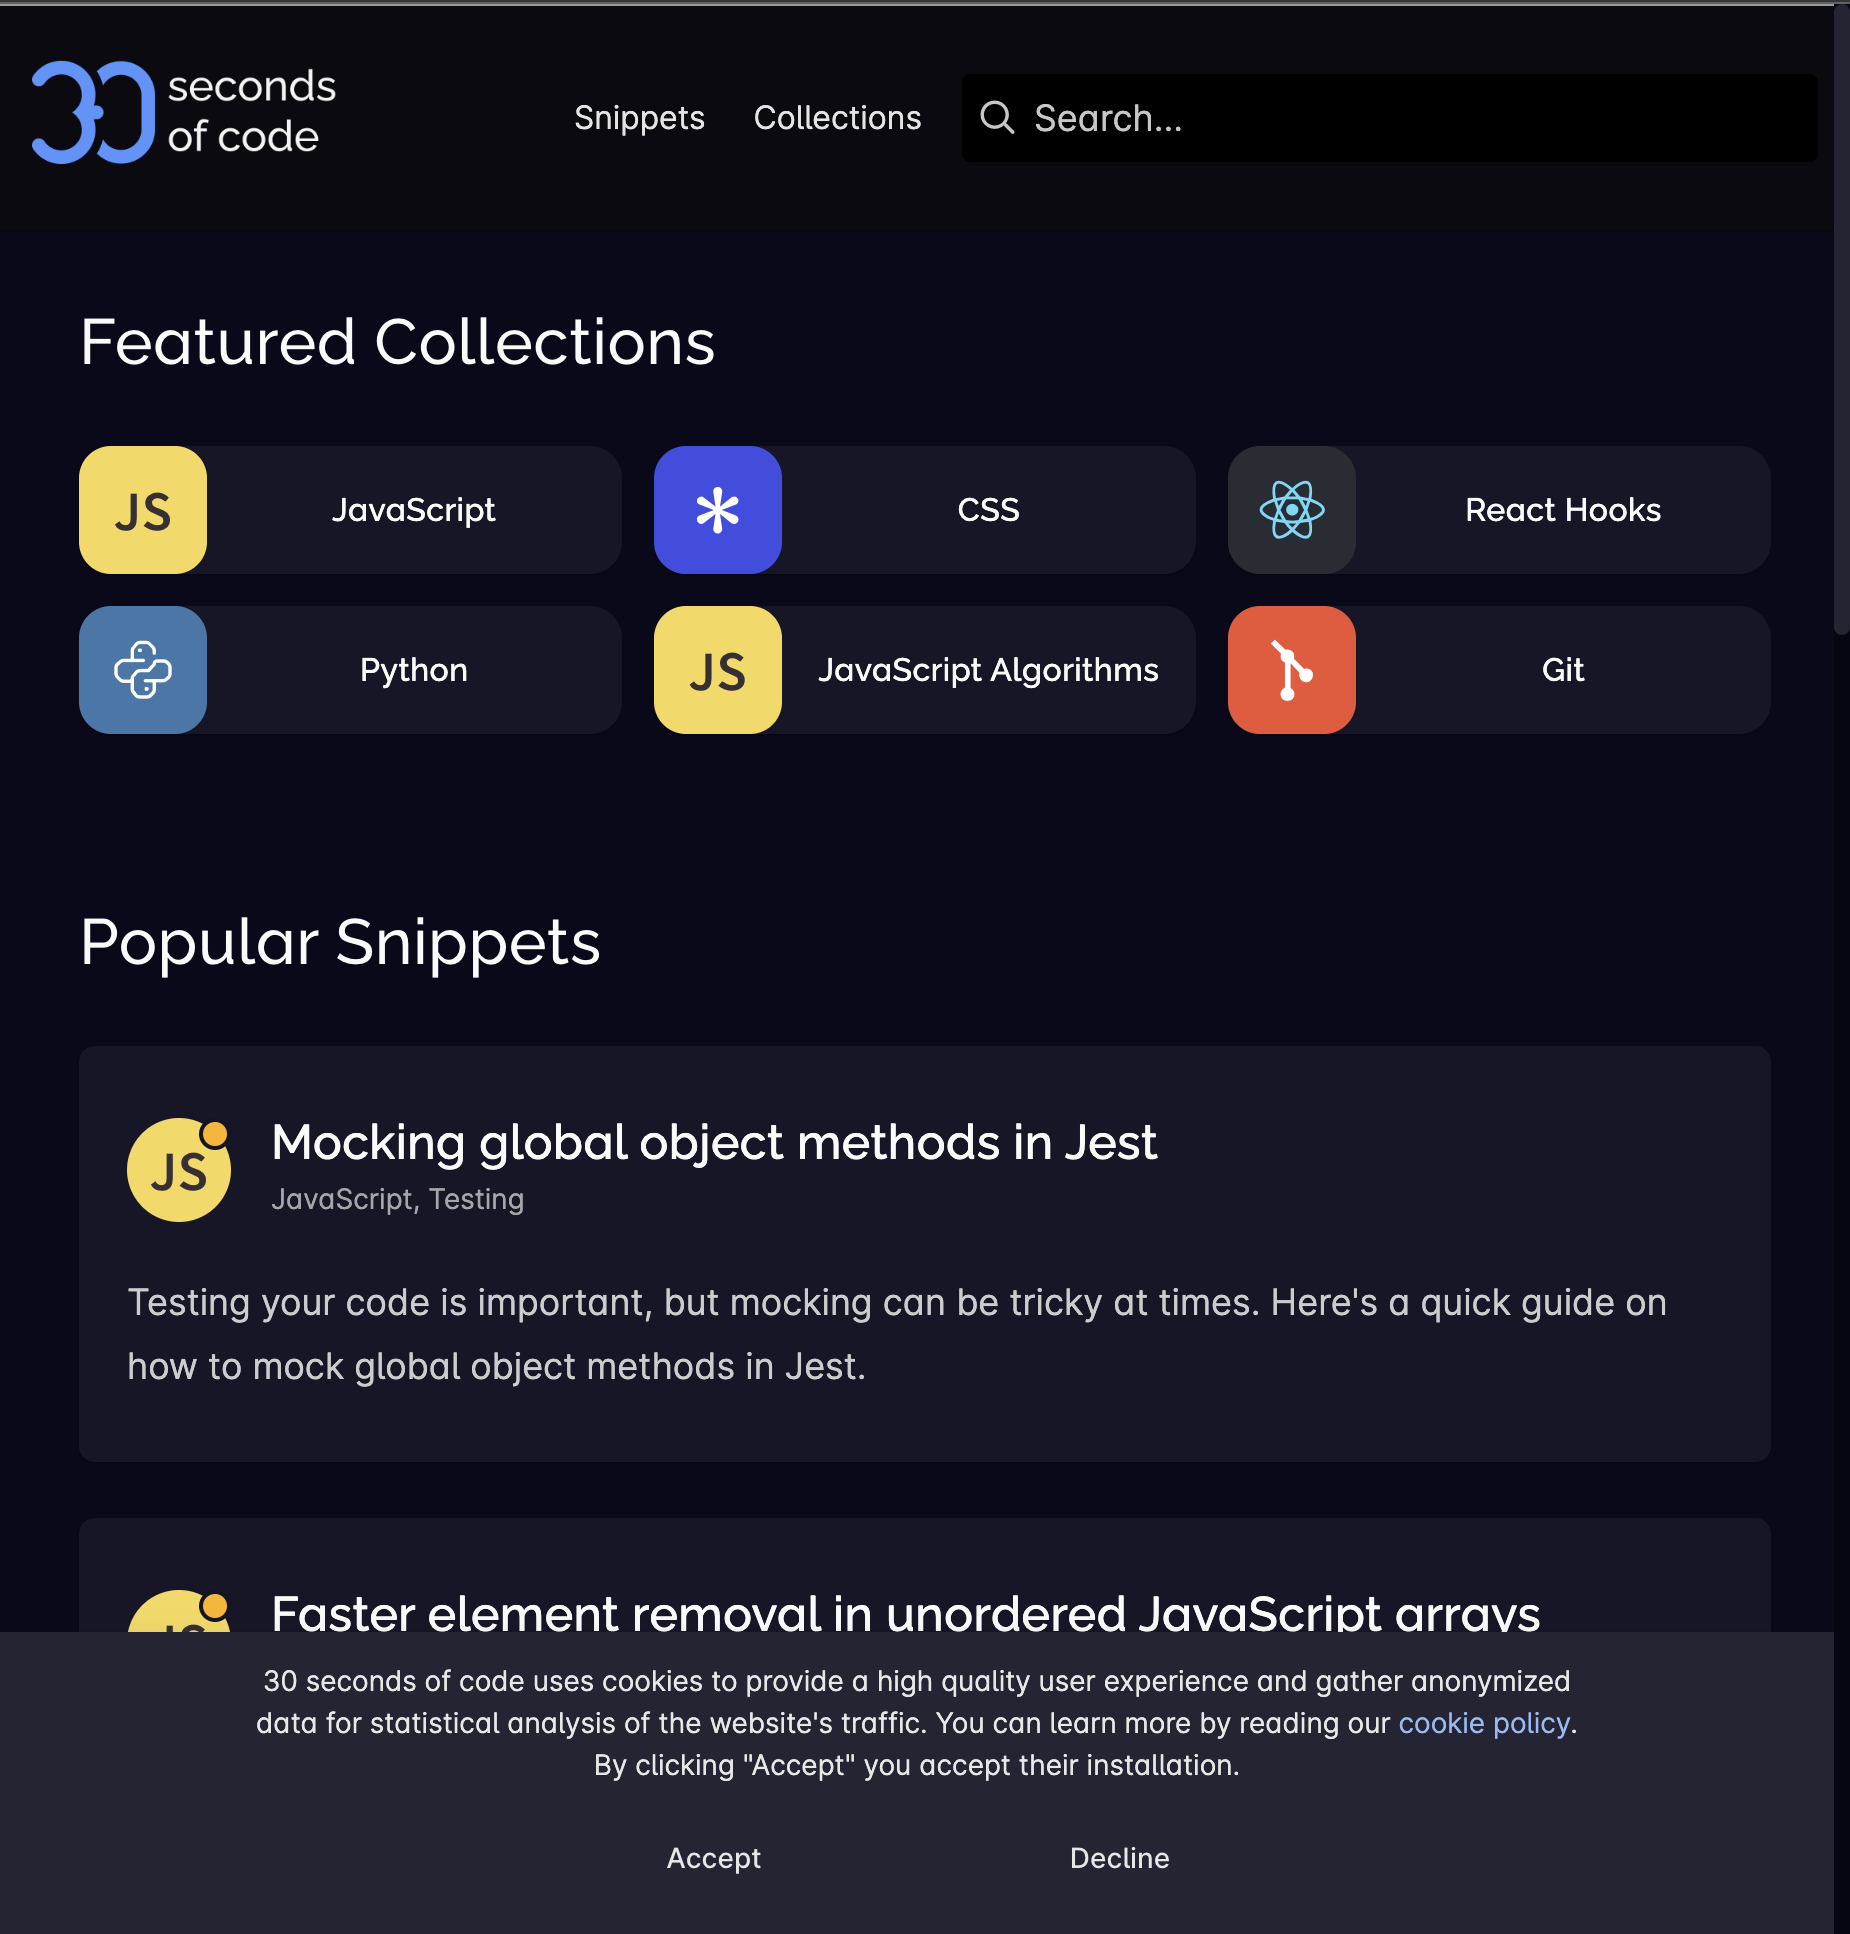 30 seconds
of code
Snippets
Collections
Search...
Featured Collections
JS JavaScript
CSS
React Hooks
Python
JS JavaScript Algorithms
Git
Popular Snippets
JS
Mocking global object methods in Jest
JavaScript, Testing
Testing your code is important, but mocking can be tricky at times. Here's a quick guide on
how to mock global object methods in Jest.
JS
Faster element removal in unordered JavaScript arrays
30 seconds of code uses cookies to provide a high quality user experience and gather anonymized
data for statistical analysis of the website's traffic. You can learn more by reading our cookie policy.
By clicking "Accept" you accept their installation.
Accept
Decline